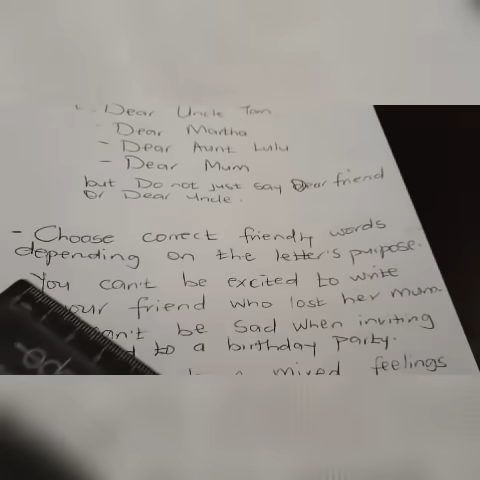 - Dear Uncle Tom
- Dear Martha
- Dear Aunt Lulu
- Dear Mum
but Do not just say Dear friend
or Dear uncle.
- Choose correct friendly words
depending on the letter's purpose.
You can't be excited to write
your friend who lost her mum.
can't be sad when inviting
to a birthday party.
a mixed feelings